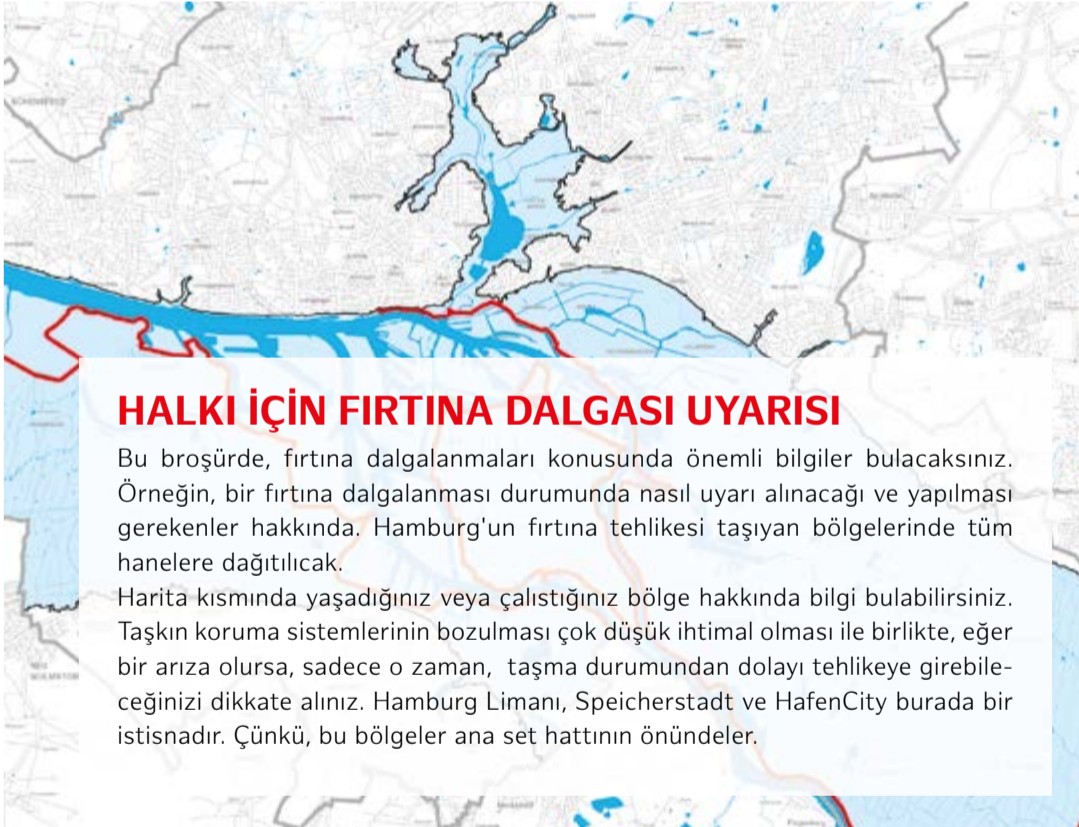 HALKI İÇİN FIRTINA DALGASI UYARISI
Bu broşürde, fırtına dalgalanmaları konusunda önemli bilgiler bulacaksınız.
Örneğin, bir fırtına dalgalanması durumunda nasıl uyarı alınacağı ve yapılması
gerekenler hakkında. Hamburg'un fırtına tehlikesi taşıyan bölgelerinde tüm
hanelere dağıtılıcak.
Harita kısmında yaşadığınız veya çalıstığınız bölge hakkında bilgi bulabilirsiniz.
Taşkın koruma sistemlerinin bozulması çok düşük ihtimal olması ile birlikte, eğer
bir arıza olursa, sadece o zaman, taşma durumundan dolayı tehlikeye girebile-
ceğinizi dikkate alınız. Hamburg Limanı, Speicherstadt ve HafenCity burada bir
istisnadır. Çünkü, bu bölgeler ana set hattının önündeler.